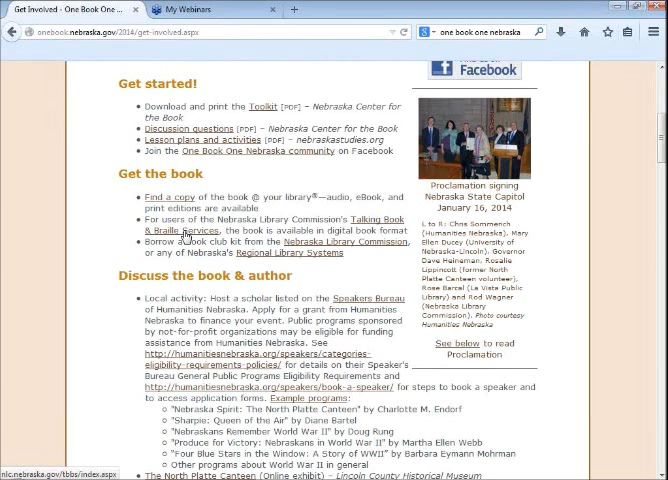 Get Involved - One Book One ...
My Webinars
onebook.nebraska.gov/2014/get-involved.aspx
one book one nebraska
Facebook
Get started!
• Download and print the Toolkit [PDF] – Nebraska Center for
the Book
• Discussion questions [PDF] – Nebraska Center for the Book
• Lesson plans and activities [PDF] – nebraskastudies.org
• Join the One Book One Nebraska community on Facebook
Get the book
• Find a copy of the book @ your library®—audio, eBook, and
print editions are available
• For users of the Nebraska Library Commission's Talking Book
& Braille Services, the book is available in digital book format
• Borrow a book club kit from the Nebraska Library Commission,
or any of Nebraska's Regional Library Systems
Discuss the book & author
• Local activity: Host a scholar listed on the Speakers Bureau
of Humanities Nebraska. Apply for a grant from Humanities
Nebraska to finance your event. Public programs sponsored
by not-for-profit organizations may be eligible for funding
assistance from Humanities Nebraska. See
http://humanitiesnebraska.org/speakers/categories-
eligibility-requirements-policies/ for details on their Speaker's
Bureau General Public Programs Eligibility Requirements and
http://humanitiesnebraska.org/speakers/book-a-speaker/ for steps to book a speaker and
to access application forms. Example programs:
○ "Nebraska Spirit: The North Platte Canteen" by Charlotte M. Endorf
○ "Sharpie: Queen of the Air" by Diane Bartel
○ "Nebraskans Remember World War II" by Doug Rung
○ "Produce for Victory: Nebraskans in World War II" by Martha Ellen Webb
○ "Four Blue Stars in the Window: A Story of WWII" by Barbara Eymann Mohrman
○ Other programs about World War II in general
• The North Platte Canteen (Online exhibit) – Lincoln County Historical Museum
Proclamation signing
Nebraska State Capitol
January 16, 2014
L to R: Chris Sommerich
(Humanities Nebraska), Mary
Ellen Ducey (University of
Nebraska-Lincoln), Governor
Dave Heineman, Rosalie
Lippincott (former North
Platte Canteen volunteer),
Rose Barcal (La Vista Public
Library) and Rod Wagner
(Nebraska Library
Commission). Photo courtesy
Humanities Nebraska
See below to read
Proclamation
nlc.nebraska.gov/tbbs/index.aspx